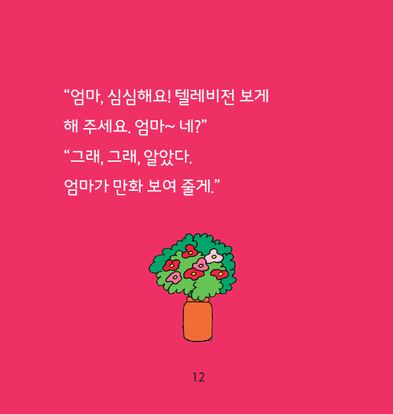 “엄마, 심심해요! 텔레비전 보게
해 주세요. 엄마~ 네?”
“그래, 그래, 알았다.
엄마가 만화 보여 줄게.”
12